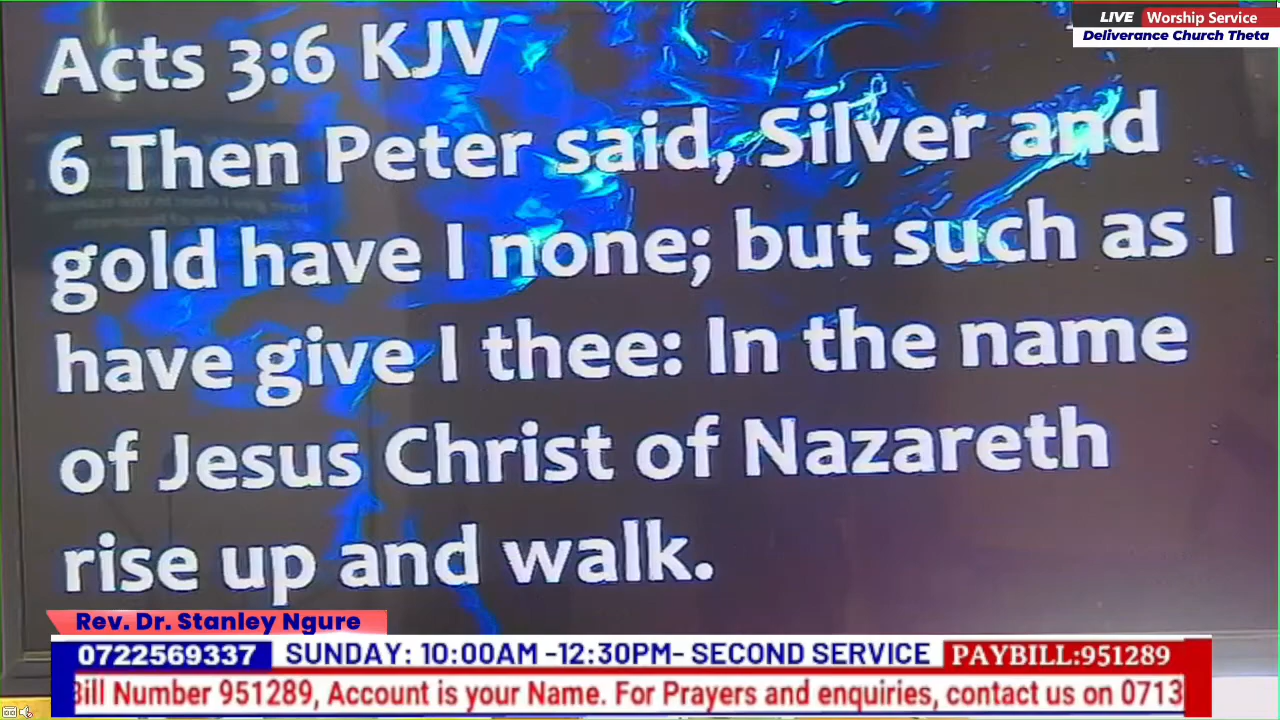 LIVE Worship Service
Deliverance Church Theta
Acts 3:6 KJV
6 Then Peter said, Silver and
gold have I none; but such as I
have give I thee: In the name
of Jesus Christ of Nazareth
rise up and walk.
Rev. Dr. Stanley Ngure
0722569337 SUNDAY: 10:00AM -12:30PM- SECOND SERVICE PAYBILL:951289
Bill Number 951289, Account is your Name. For Prayers and enquiries, contact us on 0713